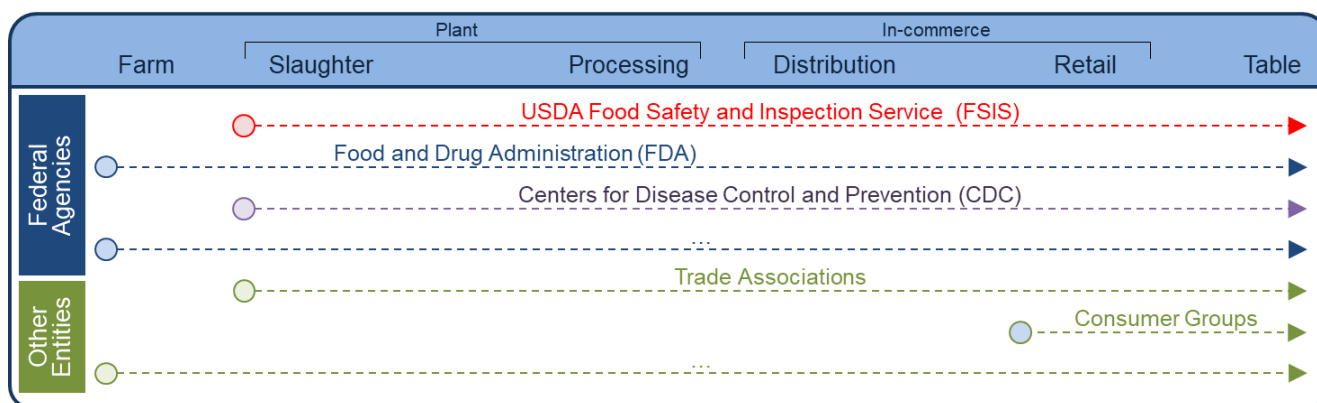 Plant In-commerce
Farm Slaughter Processing Distribution Retail Table
Federal
Agencies
USDA Food Safety and Inspection Service (FSIS)
Food and Drug Administration (FDA)
Centers for Disease Control and Prevention (CDC)
...
Other
Entities
Trade Associations
Consumer Groups
...